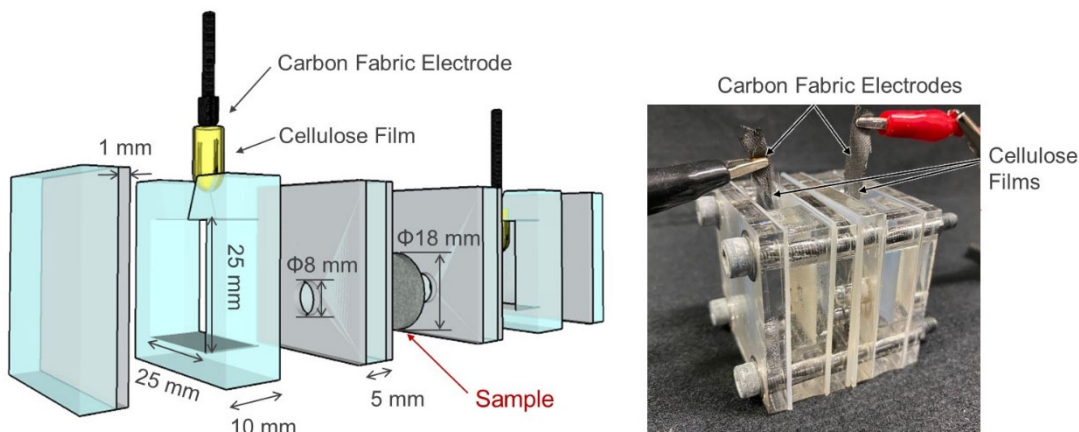 Carbon Fabric Electrode
Cellulose Film
1 mm
25 mm
Φ8 mm
Φ18 mm
25 mm
10 mm
5 mm
Sample
Carbon Fabric Electrodes
Cellulose
Films